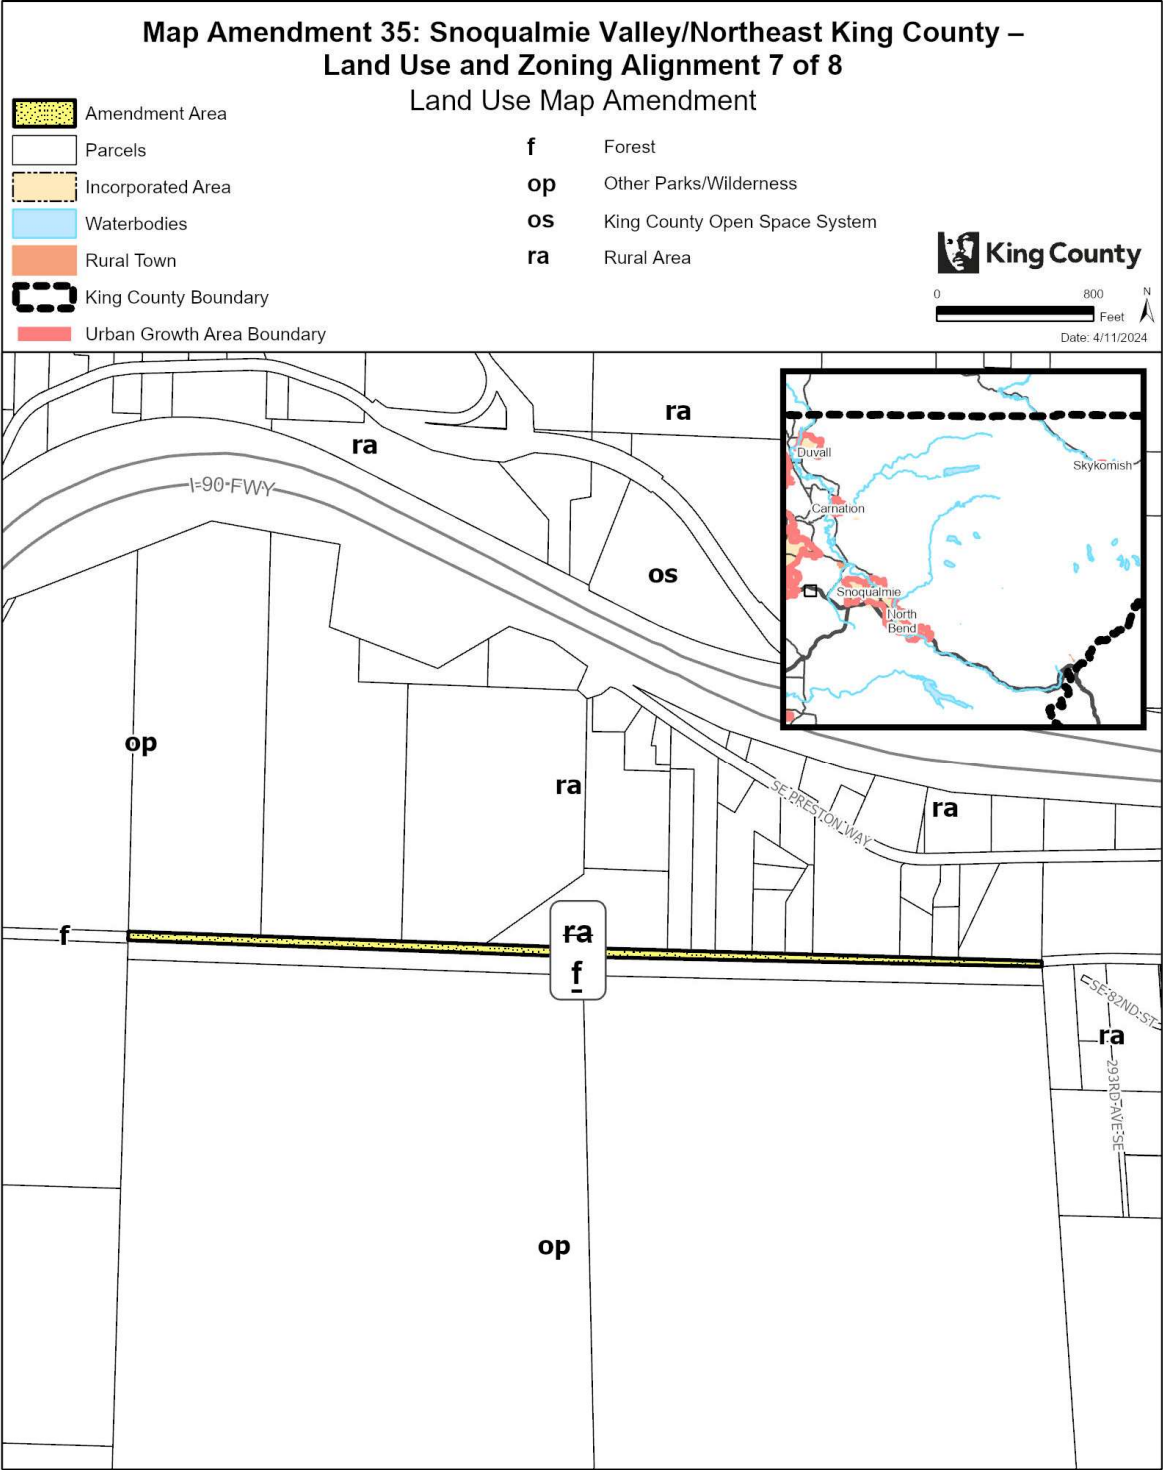 Map Amendment 35: Snoqualmie Valley/Northeast King County –
Land Use and Zoning Alignment 7 of 8
Land Use Map Amendment
Amendment Area
Parcels
Incorporated Area
Waterbodies
Rural Town
King County Boundary
Urban Growth Area Boundary
f Forest
op Other Parks/Wilderness
os King County Open Space System
ra Rural Area
King County
0 800
Feet
N
Date: 4/11/2024
ra
ra
I-90 FWY
os
Duvall
Skykomish
Carnation
Snoqualmie
North
Bend
op
ra
SE PRESTON WAY
ra
f
ra
f
SE 82ND ST
ra
293RD AVE SE
op